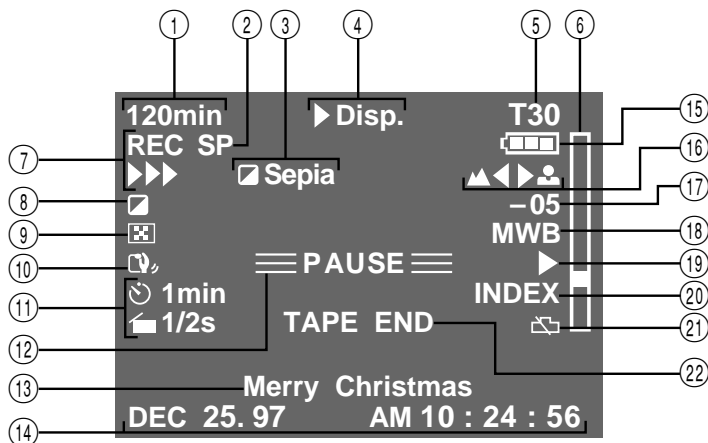 1 2 3 4 5 6
120min ▶Disp. T30
REC SP
15
7 ▶▶▶ Sepia 16
8 –05 17
9 MWB 18
10 PAUSE ▶ 19
11 1min INDEX 20
1/2s TAPE END 21
12 22
13 Merry Christmas
14 DEC 25. 97 AM 10 : 24 : 56